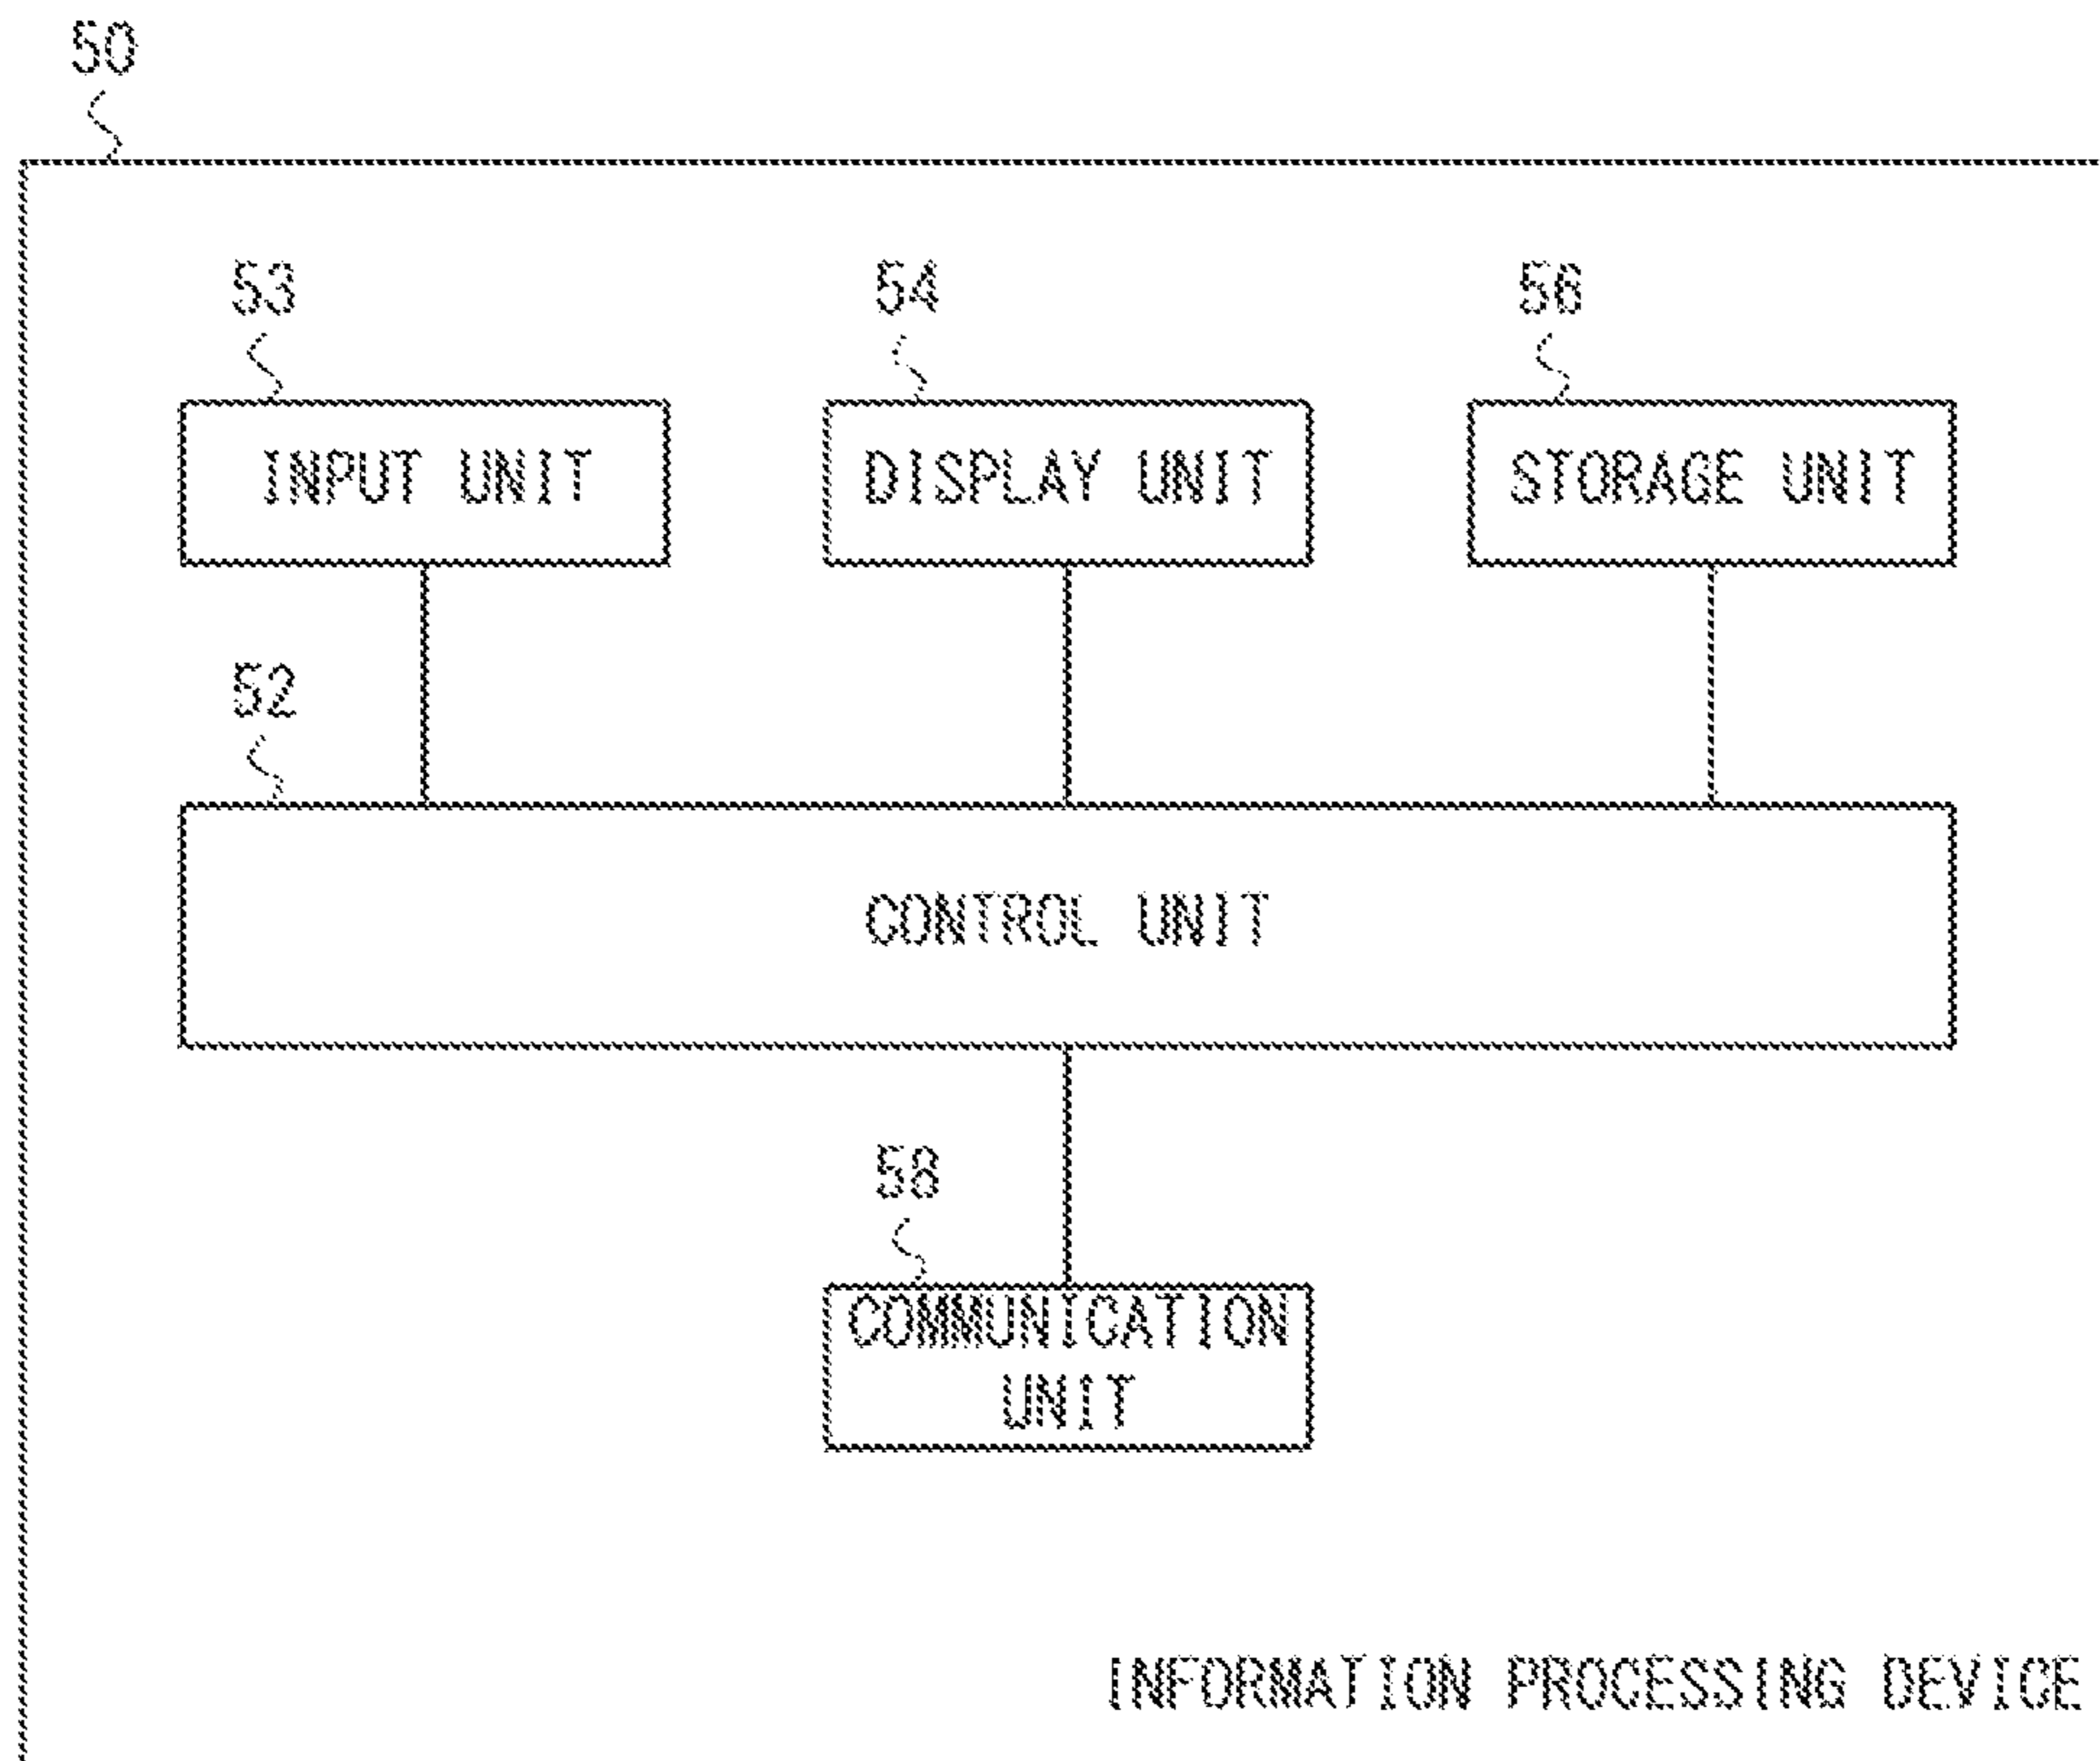 50
53
54
56
INPUT UNIT
DISPLAY UNIT
STORAGE UNIT
52
CONTROL UNIT
58
COMMUNICATION
UNIT
INFORMATION PROCESSING DEVICE